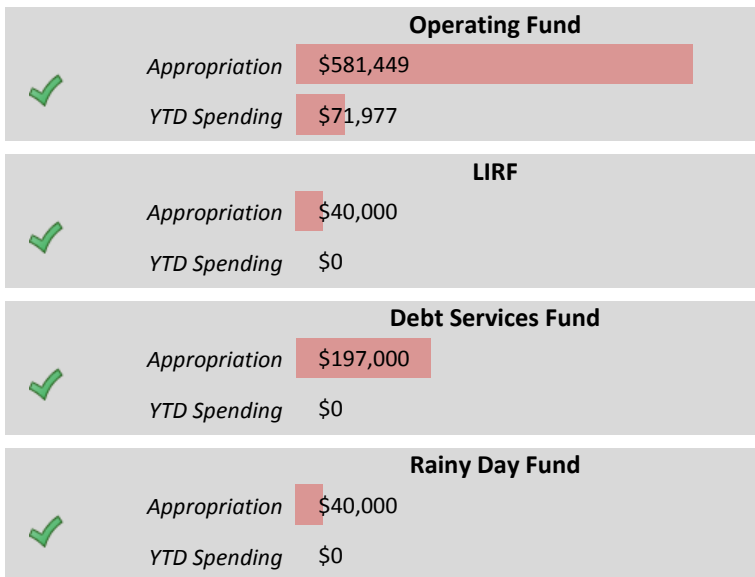 Operating Fund
Appropriation $581,449
YTD Spending $71,977
LIRF
Appropriation $40,000
YTD Spending $0
Debt Services Fund
Appropriation $197,000
YTD Spending $0
Rainy Day Fund
Appropriation $40,000
YTD Spending $0